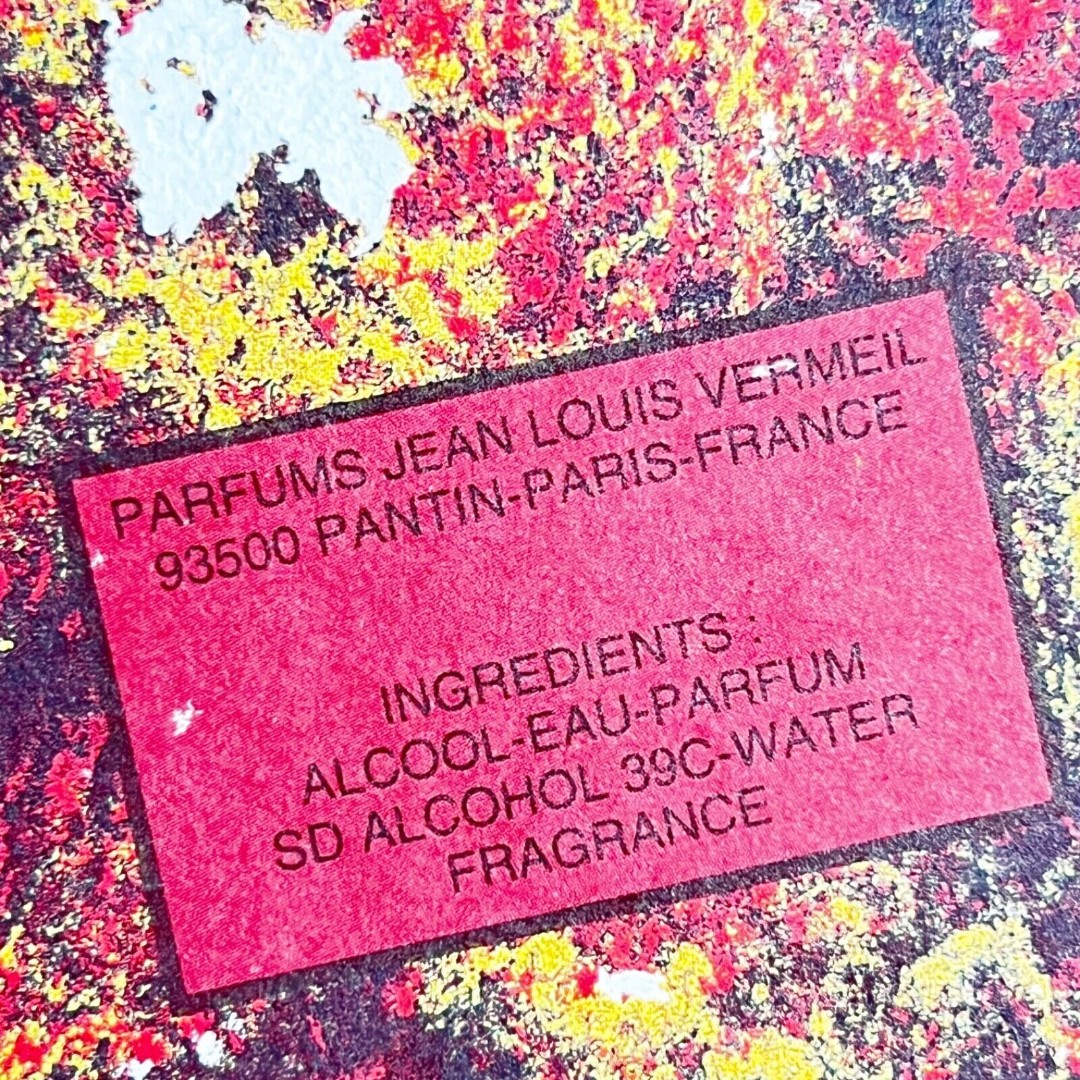 PARFUMS JEAN LOUIS VERMEIL
93500 PANTIN-PARIS-FRANCE
INGREDIENTS :
ALCOOL-EAU-PARFUM
SD ALCOHOL 39C-WATER
FRAGRANCE